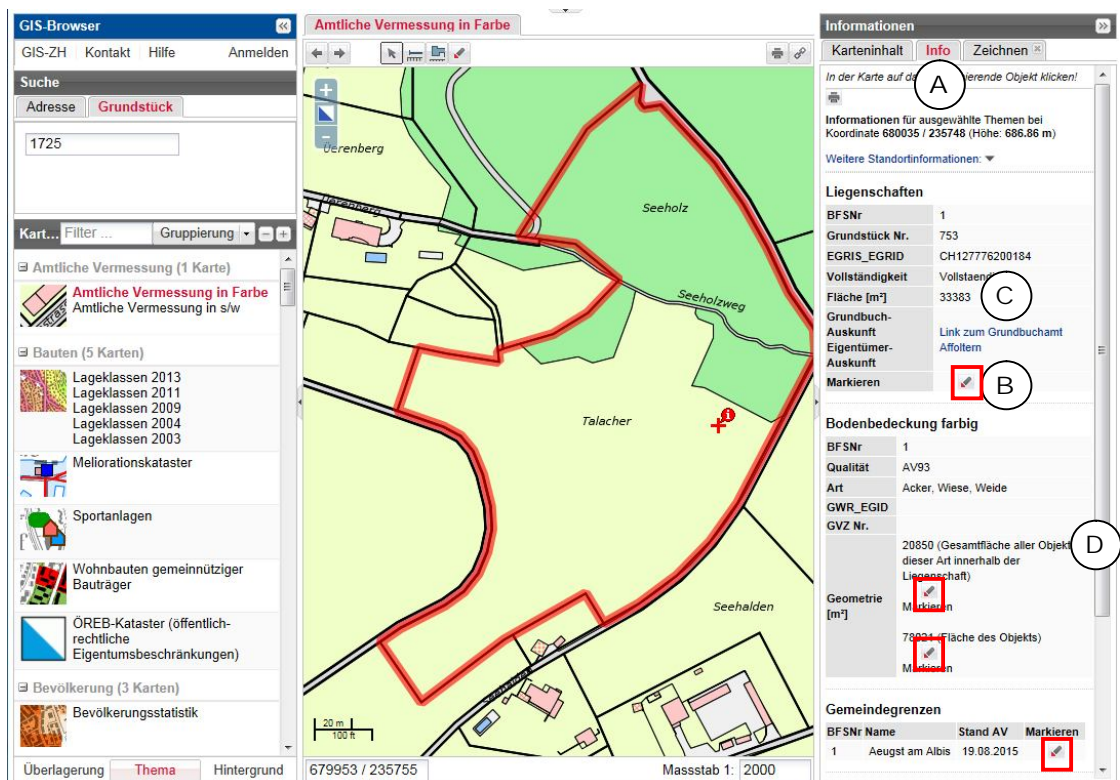 GIS-Browser
GIS-ZH Kontakt Hilfe Anmelden
Suche
Adresse Grundstück
1725
Kart... Filter ... Gruppierung
Amtliche Vermessung (1 Karte)
Amtliche Vermessung in Farbe
Amtliche Vermessung in s/w
Bauten (5 Karten)
Lageklassen 2013
Lageklassen 2011
Lageklassen 2009
Lageklassen 2004
Lageklassen 2003
Meliorationskataster
Sportanlagen
Wohnbauten gemeinnütziger
Bauträger
ÖREB-Kataster (öffentlich-
rechtliche
Eigentumsbeschränkungen)
Bevölkerung (3 Karten)
Bevölkerungsstatistik
Überlagerung Thema Hintergrund
Amtliche Vermessung in Farbe
Üerenberg
Üerenberg
Seeholz
Seeholzweg
Talacher
Seehalden
20 m
100 ft
679953 / 235755 Massstab 1: 2000
Informationen
Karteninhalt Info Zeichnen
A
In der Karte auf da ierende Objekt klicken!
Informationen für ausgewählte Themen bei
Koordinate 680035 / 235748 (Höhe: 686.86 m)
Weitere Standortinformationen:
Liegenschaften
BFSNr 1
Grundstück Nr. 753
EGRIS_EGRID CH127776200184
Vollständigkeit
Fläche [m²] 33383
C
Grundbuch-
Auskunft Link zum Grundbuchamt
Eigentümer- Affoltern
Auskunft
Markieren
B
Bodenbedeckung farbig
BFSNr 1
Qualität AV93
Art Acker, Wiese, Weide
GWR_EGID
GVZ Nr.
D
Geometrie
[m²]
20850 (Gesamtfläche aller Objekt
dieser Art innerhalb der
Liegenschaft)
Markieren
(Fläche des Objekts)
Markieren
Gemeindegrenzen
BFSNr Name Stand AV Markieren
1 Aeugst am Albis 19.08.2015